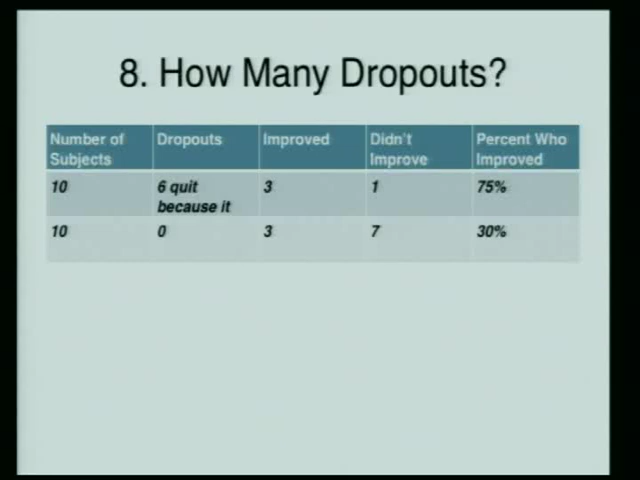 8. How Many Dropouts?
Number of Subjects Dropouts Improved Didn't Improve Percent Who Improved
10 6 quit because it 3 1 75%
10 0 3 7 30%